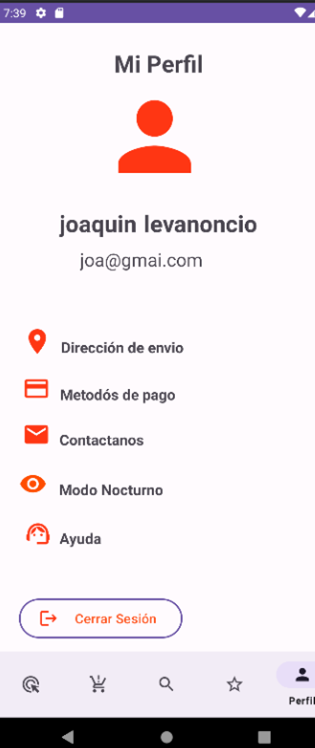 7:39
Mi Perfil
joaquin levanoncio
joa@gmai.com
Dirección de envio
Metodós de pago
Contactanos
Modo Nocturno
Ayuda
Cerrar Sesión
Perfil